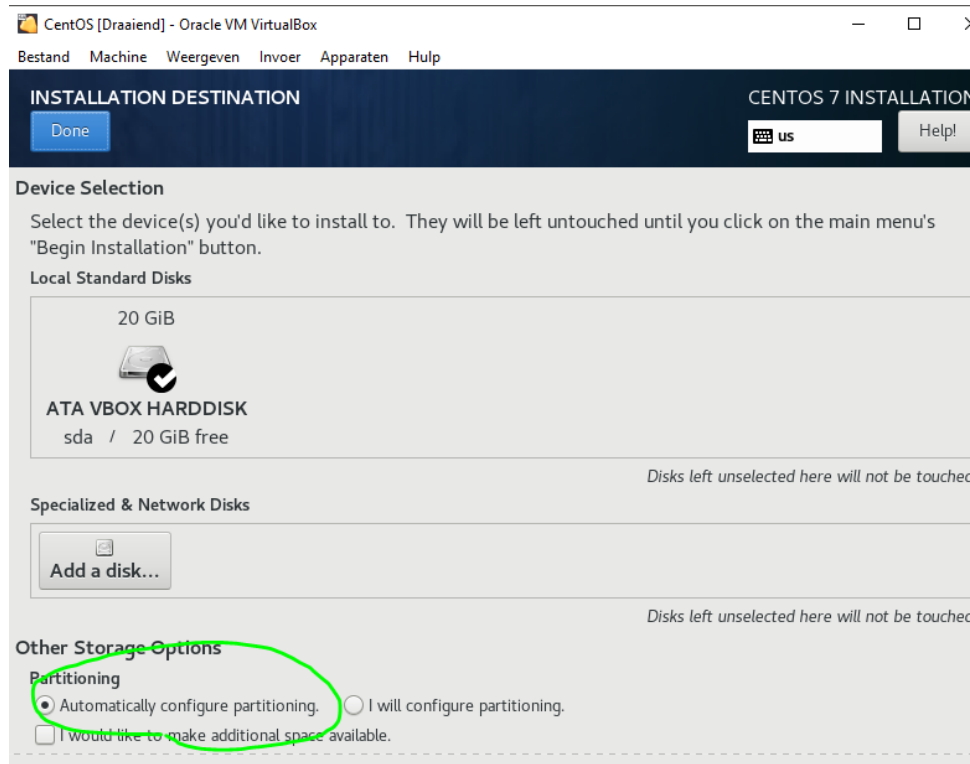 CentOS [Draaiend] - Oracle VM VirtualBox
Bestand Machine Weergeven Invoer Apparaten Hulp
INSTALLATION DESTINATION
CENTOS 7 INSTALLATION
Done
us
Help!
Device Selection
Select the device(s) you'd like to install to. They will be left untouched until you click on the main menu's
"Begin Installation" button.
Local Standard Disks
20 GiB
ATA VBOX HARDDISK
sda / 20 GiB free
Disks left unselected here will not be touched
Specialized & Network Disks
Add a disk...
Disks left unselected here will not be touched
Other Storage Options
Partitioning
Automatically configure partitioning. I will configure partitioning.
I would like to make additional space available.